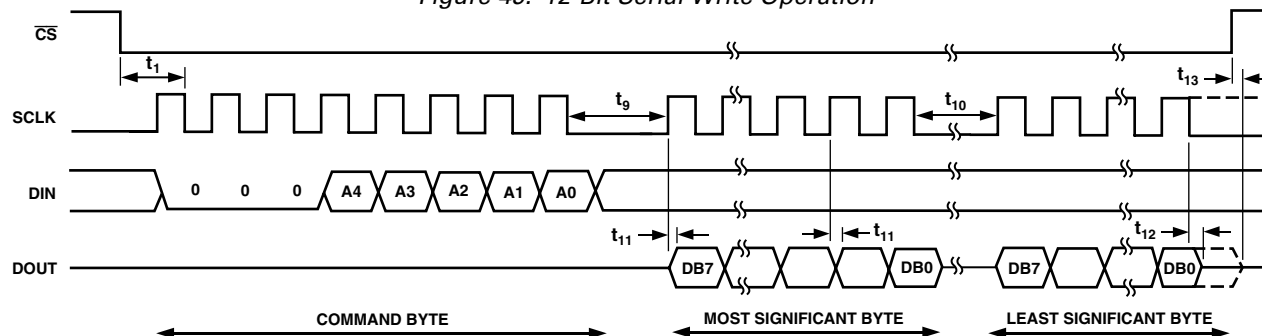 Figure 43. 12-Bit Serial Write Operation
CS
t1
t13
SCLK
t9
t10
DIN
0 0 0 A4 A3 A2 A1 A0
t11
t11
t12
DOUT
DB7 DB0 DB7 DB0
COMMAND BYTE MOST SIGNIFICANT BYTE LEAST SIGNIFICANT BYTE